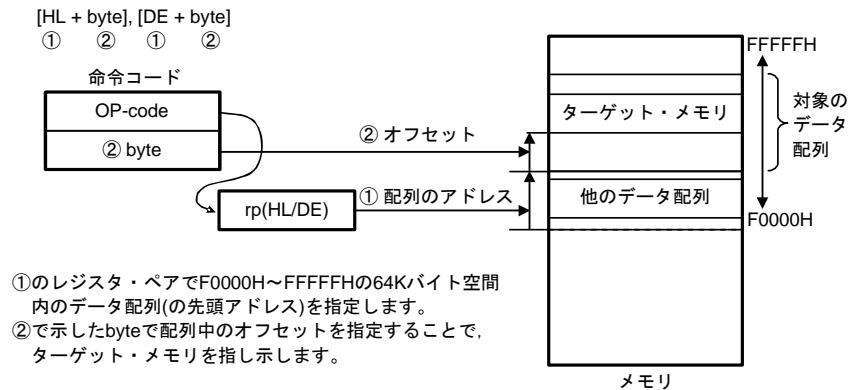 [HL + byte], [DE + byte]
① ② ① ②
命令コード
OP-code
② byte
② オフセット
rp(HL/DE)
① 配列のアドレス
FFFFFH
ターゲット・メモリ
対象の
データ
配列
他のデータ配列
F0000H
メモリ
①のレジスタ・ペアでF0000H～FFFFFHの64Kバイト空間
内のデータ配列(の先頭アドレス)を指定します。
②で示したbyteで配列中のオフセットを指定することで,
ターゲット・メモリを指し示します。